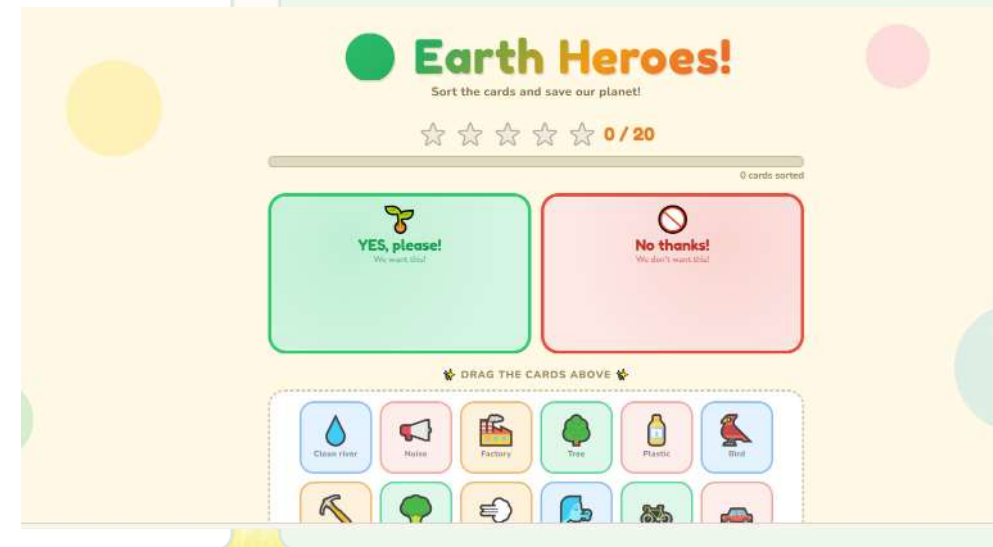 Earth Heroes!
Sort the cards and save our planet!
0 / 20
0 cards sorted
YES, please!
We want this!
No thanks!
We don't want this!
DRAG THE CARDS ABOVE
Clean river
Noise
Factory
Tree
Plastic
Bird